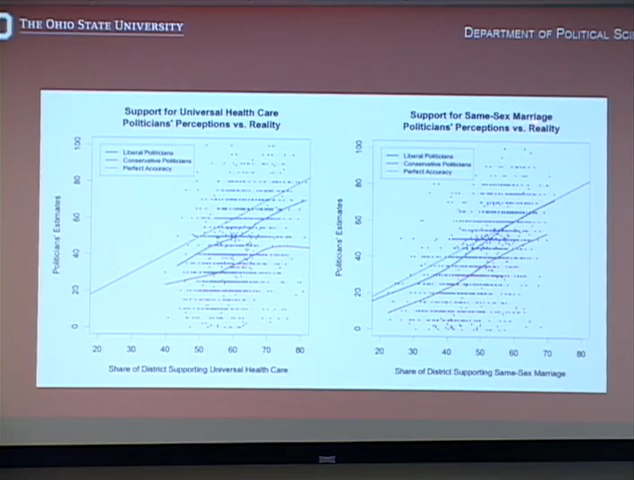 THE OHIO STATE UNIVERSITY
DEPARTMENT OF POLITICAL SCI
Support for Universal Health Care
Politicians' Perceptions vs. Reality
Liberal Politicians
Conservative Politicians
Perfect Accuracy
Politicians' Estimates
100
80
60
40
20
0
20 30 40 50 60 70 80
Share of District Supporting Universal Health Care
Support for Same-Sex Marriage
Politicians' Perceptions vs. Reality
Liberal Politicians
Conservative Politicians
Perfect Accuracy
Politicians' Estimates
100
80
60
40
20
0
20 30 40 50 60 70 80
Share of District Supporting Same-Sex Marriage